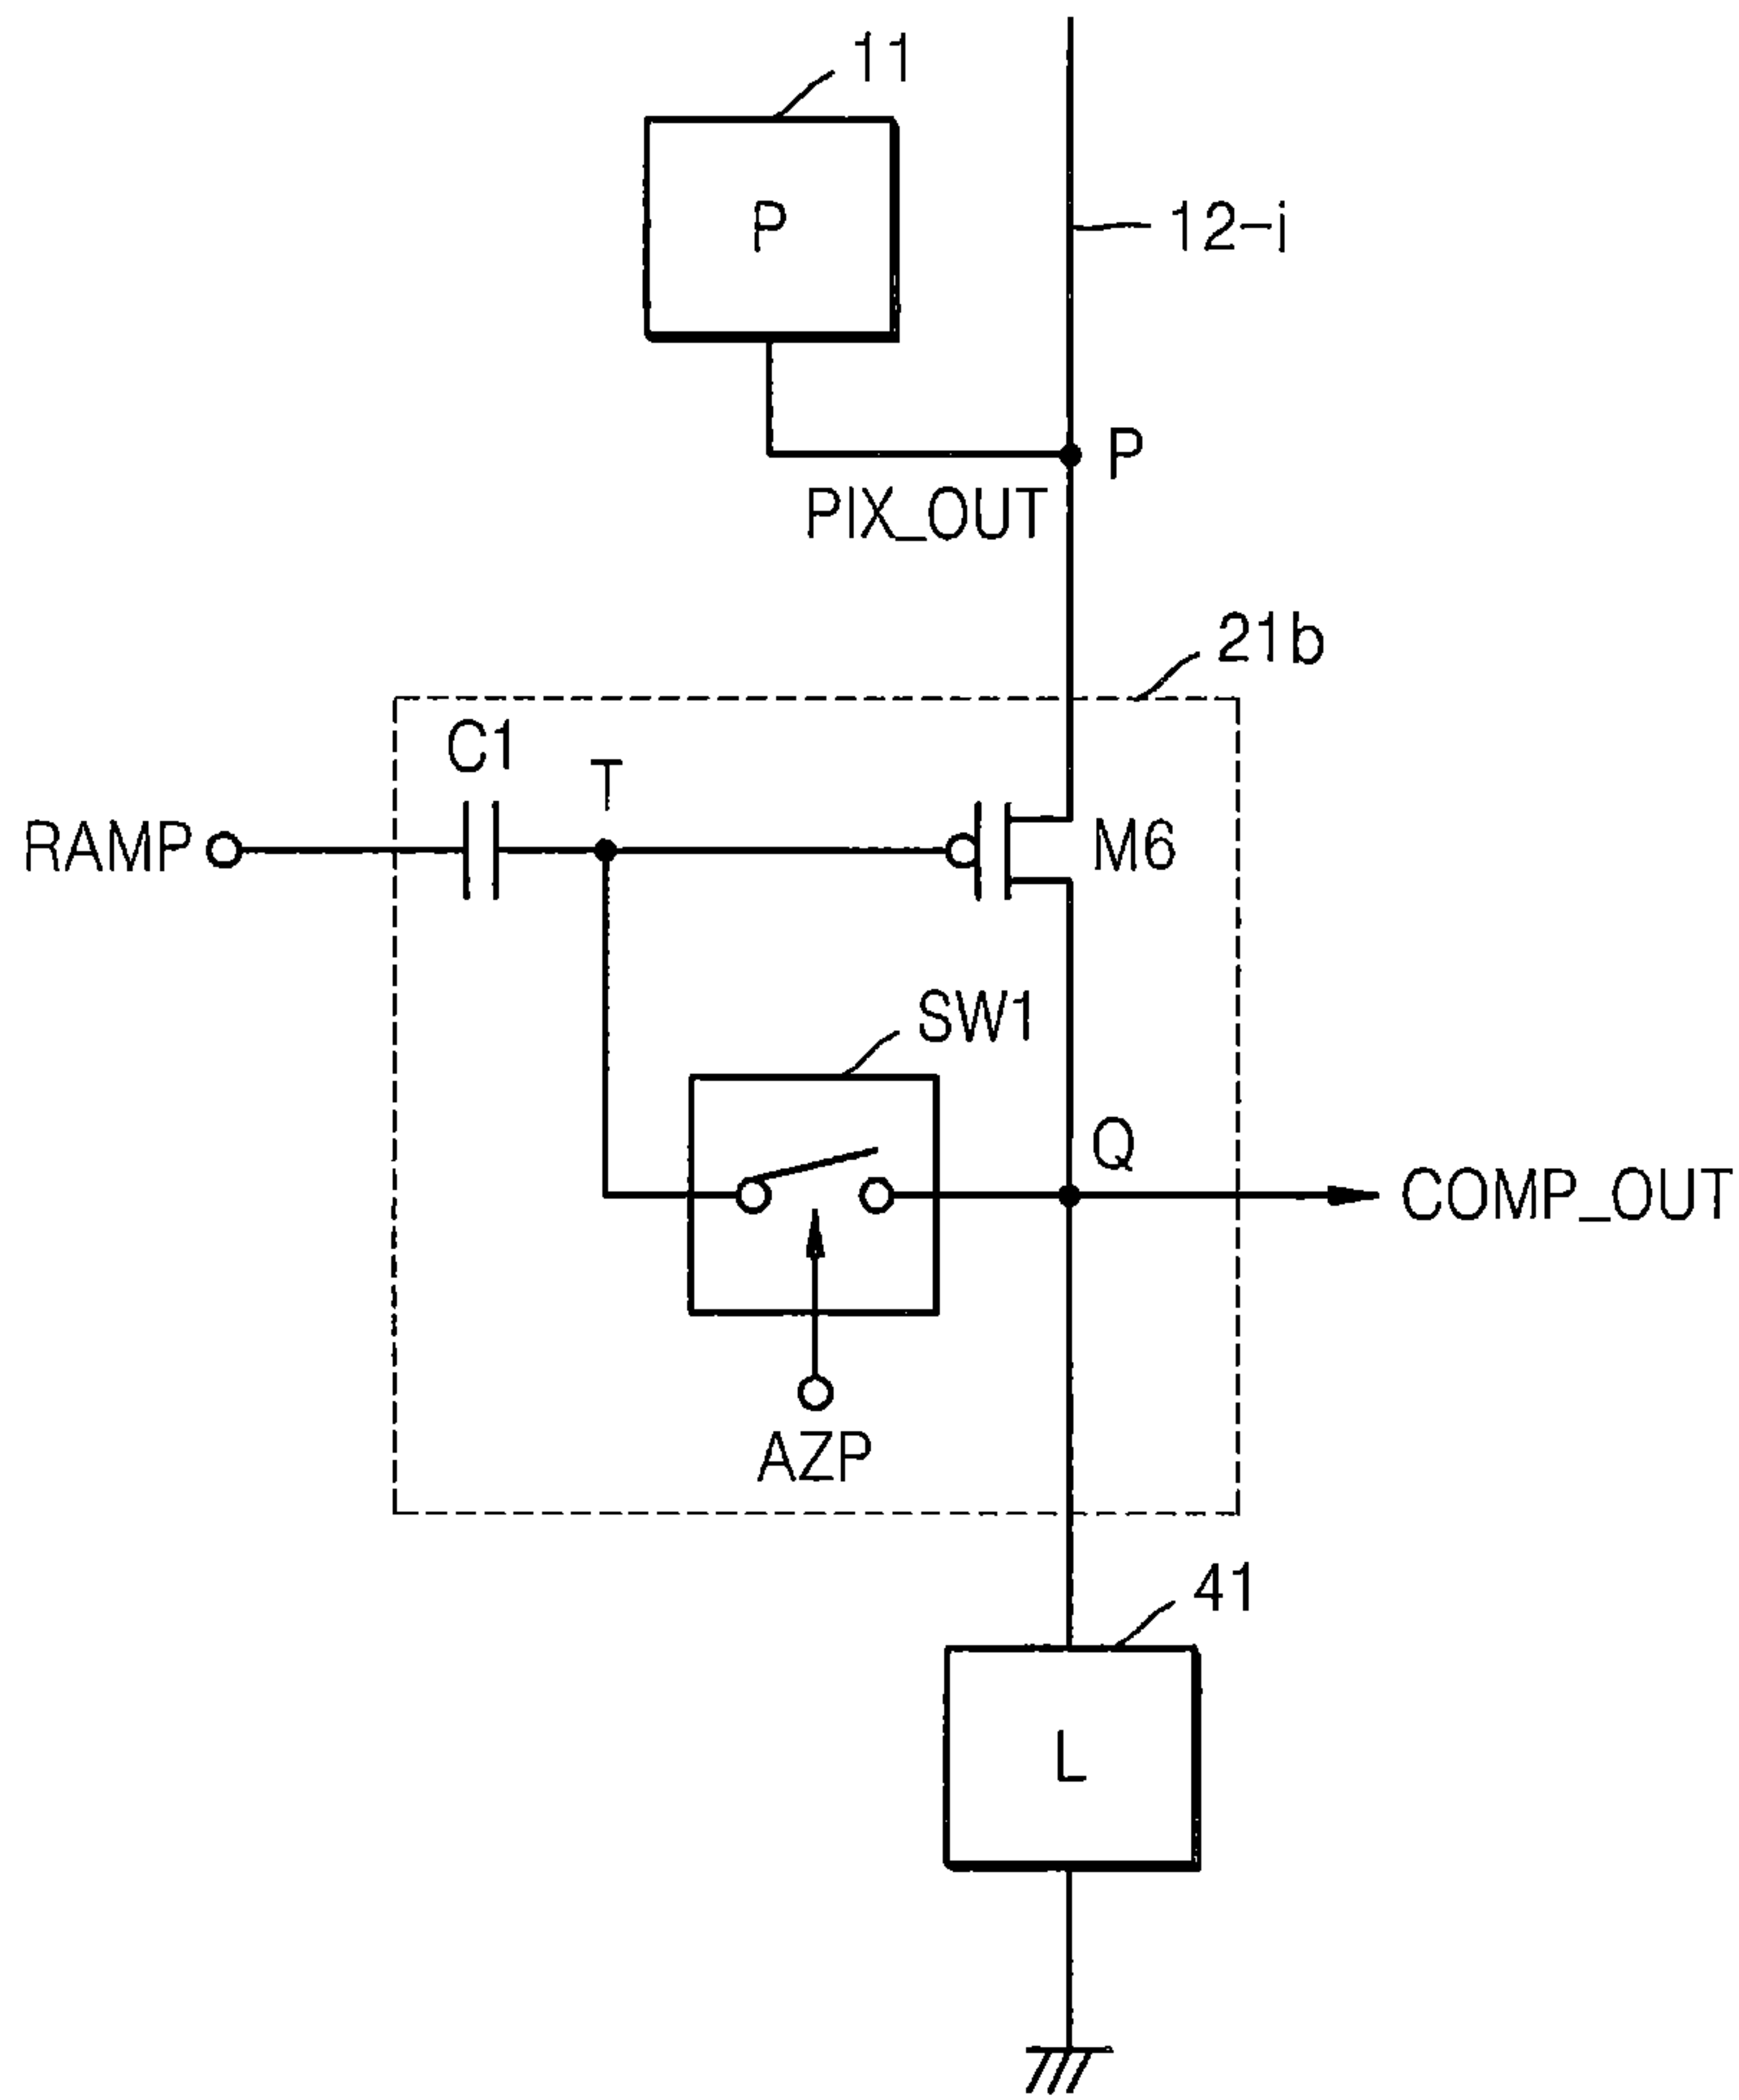 11
P
12-i
P
PIX_OUT
21b
C1
T
RAMP
M6
SW1
Q
COMP_OUT
AZP
41
L